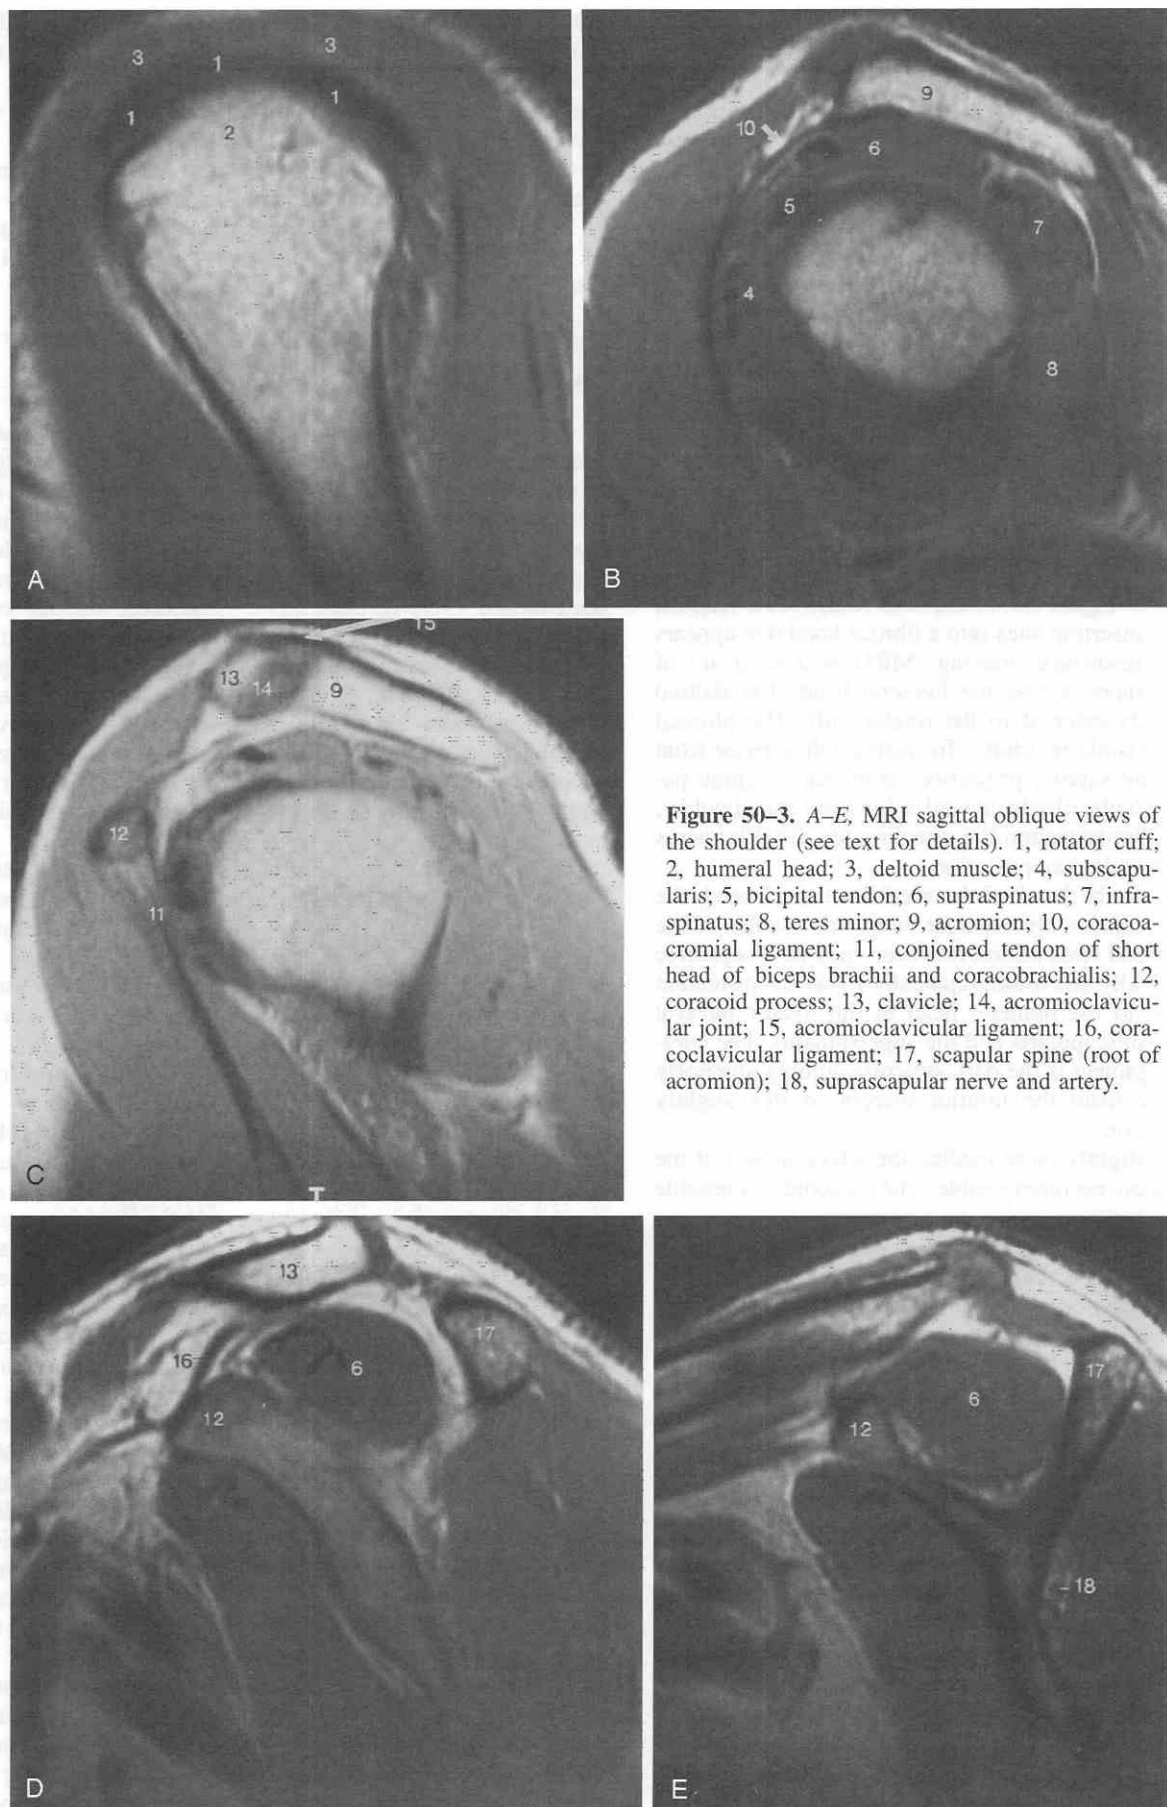 3
3
1
1
1
2
A
9
10
6
5
7
4
8
B
15
13
14
9
12
11
C
T
Figure 50–3. A–E, MRI sagittal oblique views of
the shoulder (see text for details). 1, rotator cuff;
2, humeral head; 3, deltoid muscle; 4, subscapu-
laris; 5, bicipital tendon; 6, supraspinatus; 7, infra-
spinatus; 8, teres minor; 9, acromion; 10, coracoa-
cromial ligament; 11, conjoined tendon of short
head of biceps brachii and coracobrachialis; 12,
coracoid process; 13, clavicle; 14, acromioclavicu-
lar joint; 15, acromioclavicular ligament; 16, cora-
coclavicular ligament; 17, scapular spine (root of
acromion); 18, suprascapular nerve and artery.
13
17
16
6
12
D
17
6
12
18
E